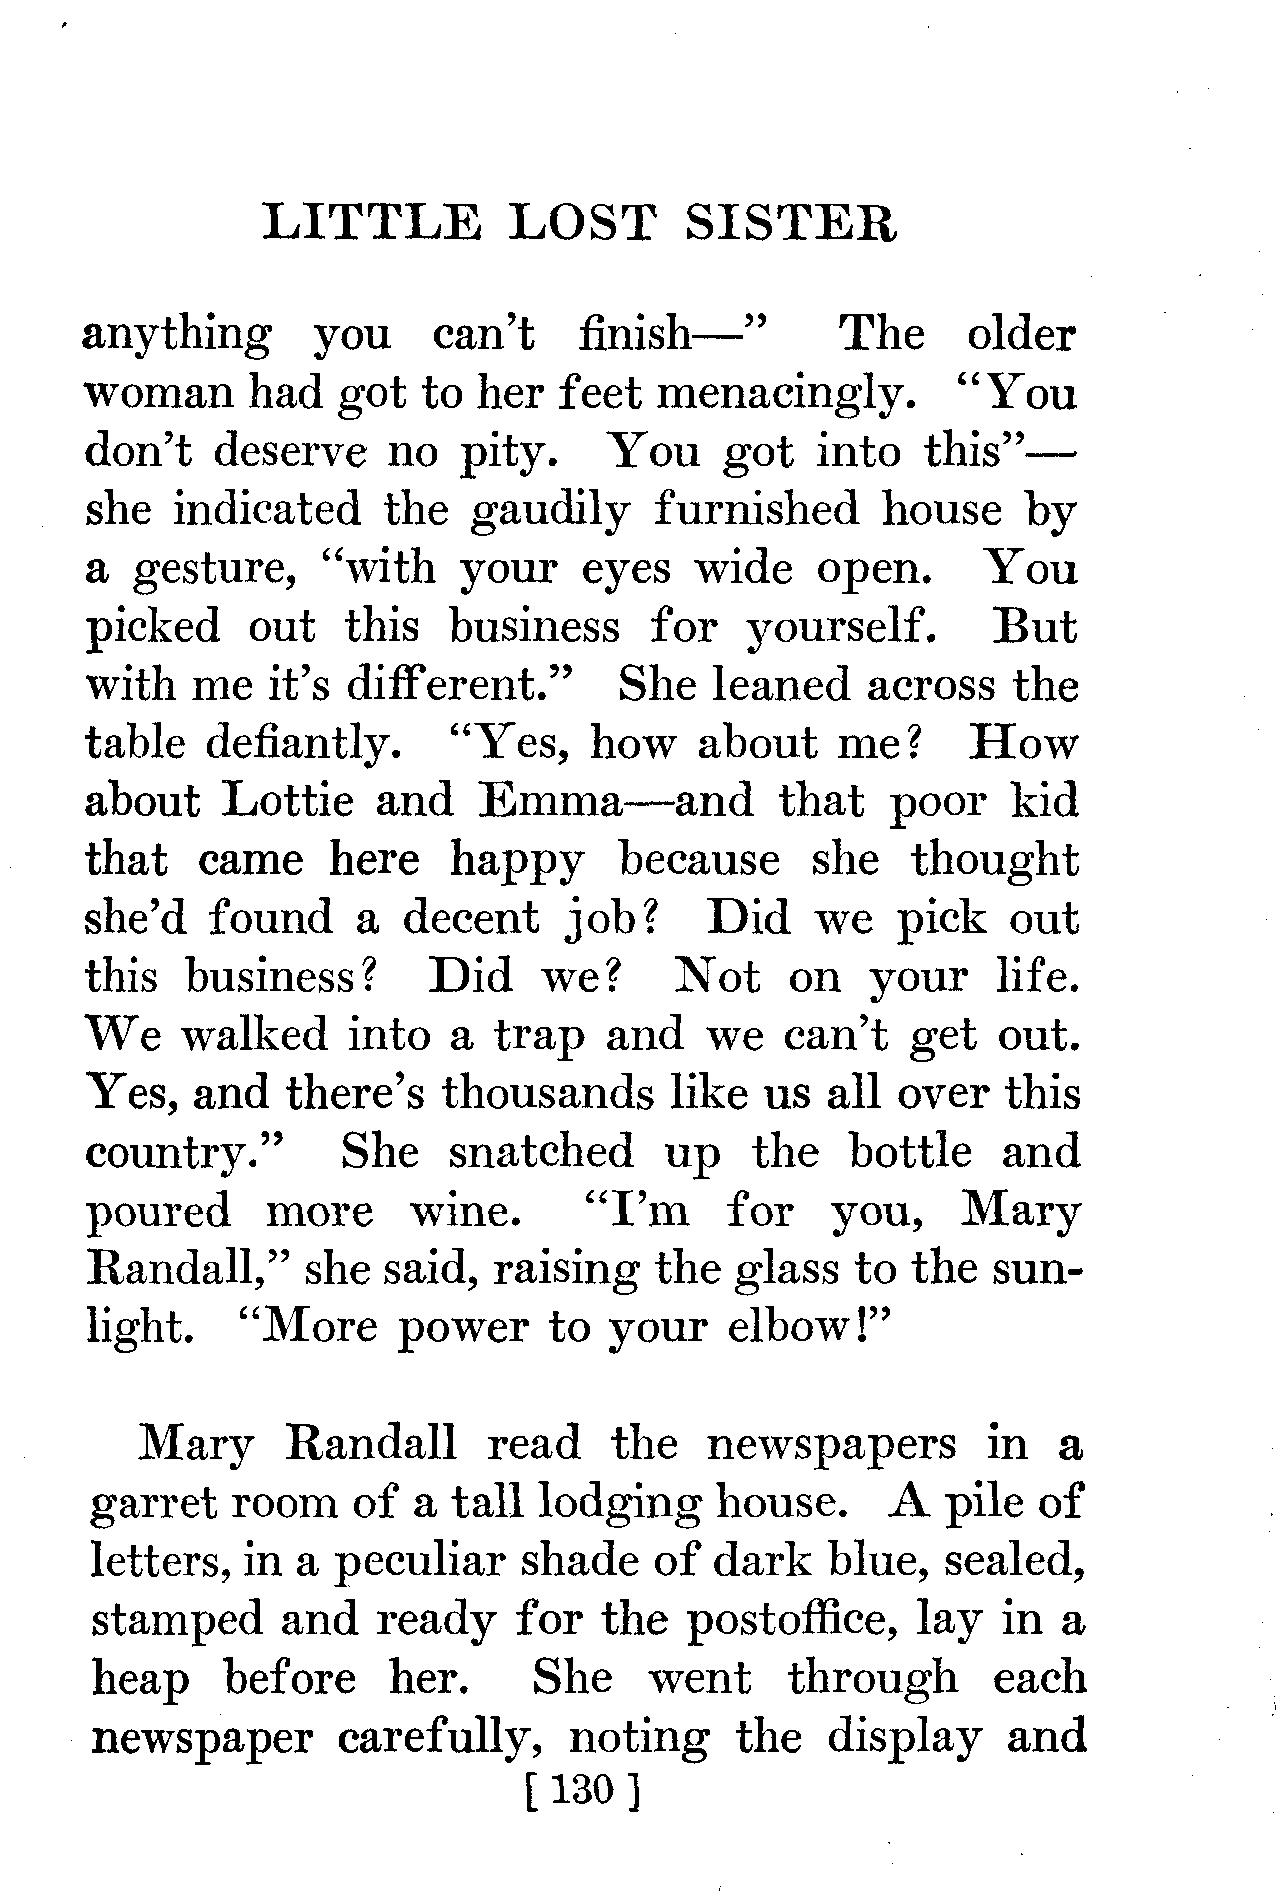 LITTLE LOST SISTER
anything you can't finish—” The older
woman had got to her feet menacingly. “You
don't deserve no pity. You got into this”—
she indicated the gaudily furnished house by
a gesture, “with your eyes wide open. You
picked out this business for yourself. But
with me it's different.” She leaned across the
table defiantly. “Yes, how about me? How
about Lottie and Emma—and that poor kid
that came here happy because she thought
she'd found a decent job? Did we pick out
this business? Did we? Not on your life.
We walked into a trap and we can't get out.
Yes, and there's thousands like us all over this
country.” She snatched up the bottle and
poured more wine. “I'm for you, Mary
Randall,” she said, raising the glass to the sun-
light. “More power to your elbow!”
Mary Randall read the newspapers in a
garret room of a tall lodging house. A pile of
letters, in a peculiar shade of dark blue, sealed,
stamped and ready for the postoffice, lay in a
heap before her. She went through each
newspaper carefully, noting the display and
[ 130 ]